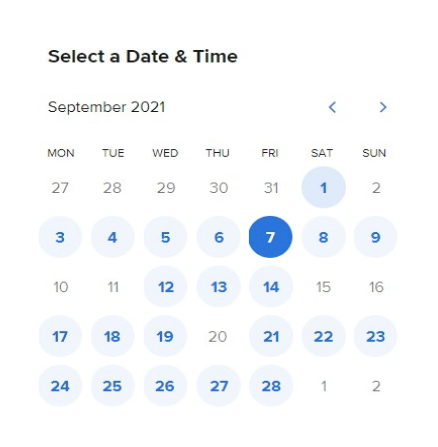 Select a Date & Time
September 2021
MON TUE WED THU FRI SAT SUN
27 28 29 30 31 1 2
3 4 5 6 7 8 9
10 11 12 13 14 15 16
17 18 19 20 21 22 23
24 25 26 27 28 1 2